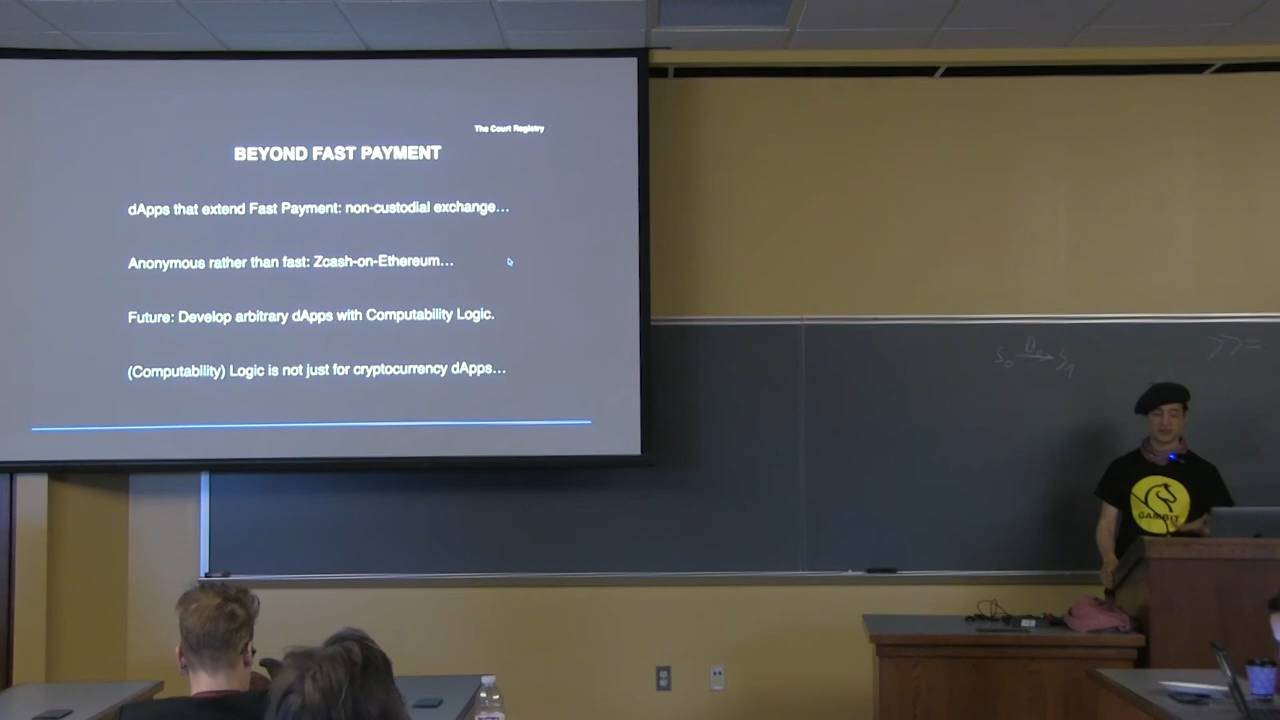 The Court Registry
BEYOND FAST PAYMENT
dApps that extend Fast Payment: non-custodial exchange…
Anonymous rather than fast: Zcash-on-Ethereum…
Future: Develop arbitrary dApps with Computability Logic.
(Computability) Logic is not just for cryptocurrency dApps…
>>=
GAMBIT